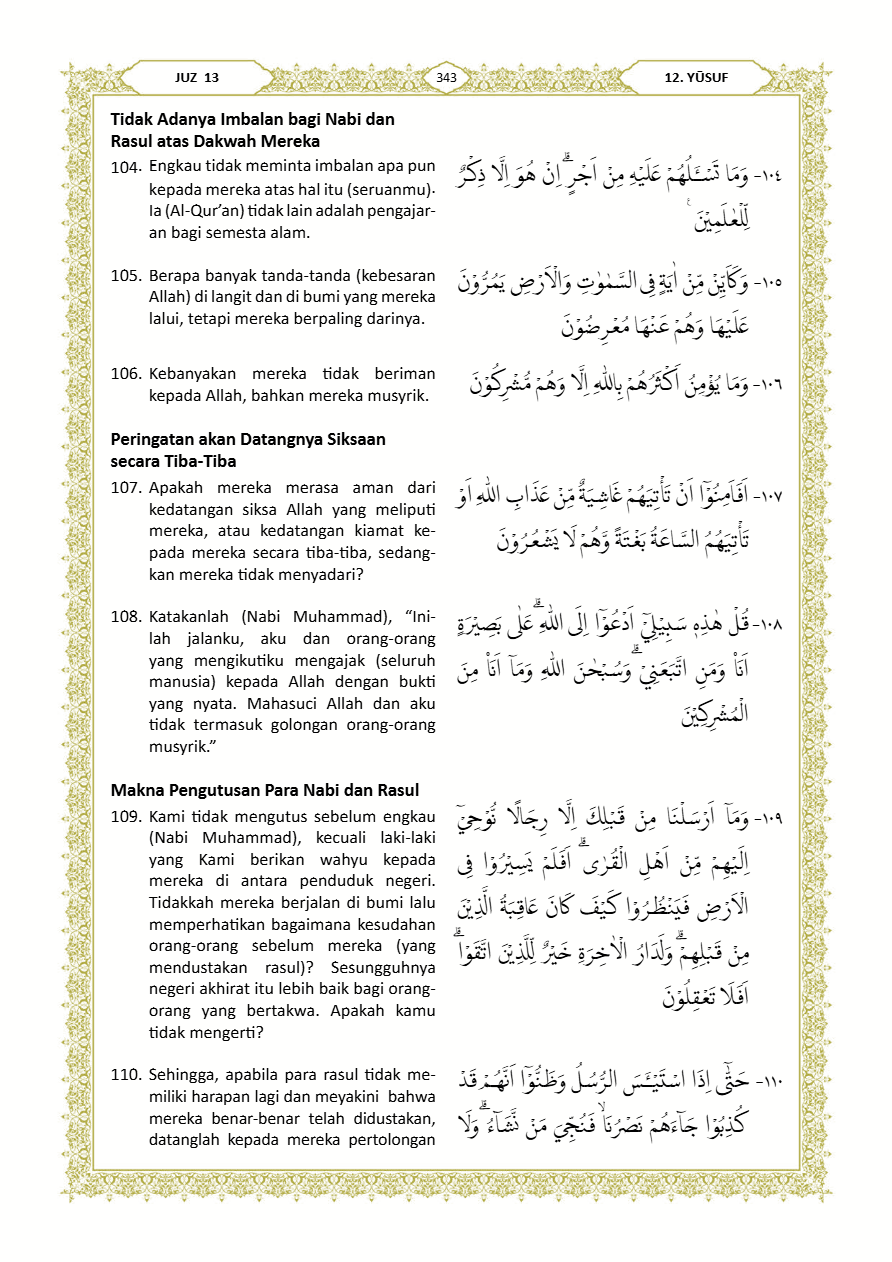 JUZ 13
343
12. YŪSUF
Tidak Adanya Imbalan bagi Nabi dan
Rasul atas Dakwah Mereka
104. Engkau tidak meminta imbalan apa pun
kepada mereka atas hal itu (seruanmu).
Ia (Al-Qur’an) tidak lain adalah pengajar-
an bagi semesta alam.
١٠٤- وَمَا تَسْـَٔلُهُمْ عَلَيْهِ مِنْ اَجْرٍۗ اِنْ هُوَ اِلَّا ذِكْرٌ
لِّلْعٰلَمِيْنَ ࣖ
105. Berapa banyak tanda-tanda (kebesaran
Allah) di langit dan di bumi yang mereka
lalui, tetapi mereka berpaling darinya.
١٠٥- وَكَاَيِّنْ مِّنْ اٰيَةٍ فِى السَّمٰوٰتِ وَالْاَرْضِ يَمُرُّوْنَ
عَلَيْهَا وَهُمْ عَنْهَا مُعْرِضُوْنَ
106. Kebanyakan mereka tidak beriman
kepada Allah, bahkan mereka musyrik.
١٠٦- وَمَا يُؤْمِنُ اَكْثَرُهُمْ بِاللّٰهِ اِلَّا وَهُمْ مُّشْرِكُوْنَ
Peringatan akan Datangnya Siksaan
secara Tiba-Tiba
107. Apakah mereka merasa aman dari
kedatangan siksa Allah yang meliputi
mereka, atau kedatangan kiamat ke-
pada mereka secara tiba-tiba, sedang-
kan mereka tidak menyadari?
١٠٧- اَفَاَمِنُوْٓا اَنْ تَأْتِيَهُمْ غَاشِيَةٌ مِّنْ عَذَابِ اللّٰهِ اَوْ
تَأْتِيَهُمُ السَّاعَةُ بَغْتَةً وَّهُمْ لَا يَشْعُرُوْنَ
108. Katakanlah (Nabi Muhammad), “Ini-
lah jalanku, aku dan orang-orang
yang mengikutiku mengajak (seluruh
manusia) kepada Allah dengan bukti
yang nyata. Mahasuci Allah dan aku
tidak termasuk golongan orang-orang
musyrik.”
١٠٨- قُلْ هٰذِهٖ سَبِيْلِيْٓ اَدْعُوْٓا اِلَى اللّٰهِ ۗعَلٰى بَصِيْرَةٍ
اَنَا۠ وَمَنِ اتَّبَعَنِيْۗ وَسُبْحٰنَ اللّٰهِ وَمَآ اَنَا۠ مِنَ
الْمُشْرِكِيْنَ
Makna Pengutusan Para Nabi dan Rasul
109. Kami tidak mengutus sebelum engkau
(Nabi Muhammad), kecuali laki-laki
yang Kami berikan wahyu kepada
mereka di antara penduduk negeri.
Tidakkah mereka berjalan di bumi lalu
memperhatikan bagaimana kesudahan
orang-orang sebelum mereka (yang
mendustakan rasul)? Sesungguhnya
negeri akhirat itu lebih baik bagi orang-
orang yang bertakwa. Apakah kamu
tidak mengerti?
١٠٩- وَمَآ اَرْسَلْنَا مِنْ قَبْلِكَ اِلَّا رِجَالًا نُّوْحِيْٓ
اِلَيْهِمْ مِّنْ اَهْلِ الْقُرٰىۗ اَفَلَمْ يَسِيْرُوْا فِى
الْاَرْضِ فَيَنْظُرُوْا كَيْفَ كَانَ عَاقِبَةُ الَّذِيْنَ
مِنْ قَبْلِهِمْۗ وَلَدَارُ الْاٰخِرَةِ خَيْرٌ لِّلَّذِيْنَ اتَّقَوْاۗ
اَفَلَا تَعْقِلُوْنَ
110. Sehingga, apabila para rasul tidak me-
miliki harapan lagi dan meyakini bahwa
mereka benar-benar telah didustakan,
datanglah kepada mereka pertolongan
١١٠- حَتّٰٓى اِذَا اسْتَيْـَٔسَ الرُّسُلُ وَظَنُّوْٓا اَنَّهُمْ قَدْ
كُذِبُوْا جَاۤءَهُمْ نَصْرُنَاۙ فَنُجِّيَ مَنْ نَّشَاۤءُ ۗوَلَا